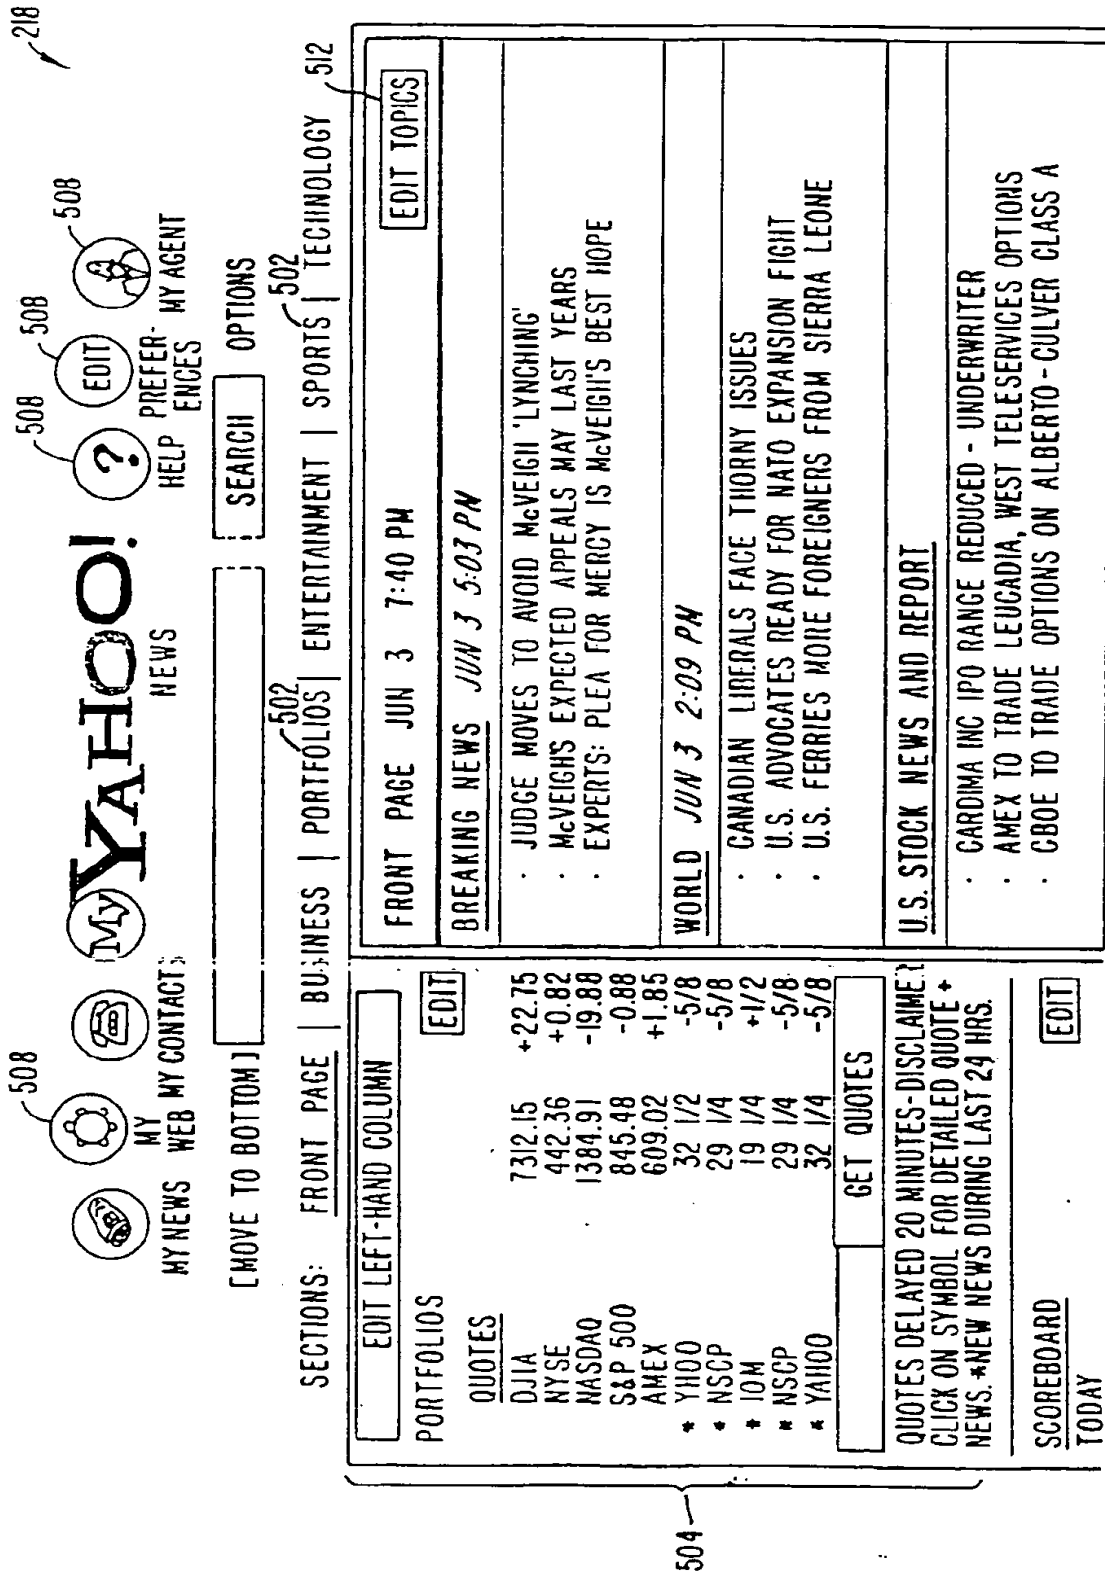 218
508
508
508
508
My YAHOO!
NEWS
MY NEWS
MY WEB
MY CONTACTS
? HELP
EDIT PREFER-
ENCES
MY AGENT
[MOVE TO BOTTOM]
SEARCH
OPTIONS
502
502
SECTIONS: FRONT PAGE | BUSINESS | PORTFOLIOS | ENTERTAINMENT | SPORTS | TECHNOLOGY
512
504
EDIT LEFT-HAND COLUMN
PORTFOLIOS
EDIT
QUOTES
DJIA 7312.15 +22.75
NYSE 442.36 +0.82
NASDAQ 1384.91 -19.88
S&P 500 845.48 -0.88
AMEX 609.02 +1.85
* YHOO 32 1/2 -5/8
* NSCP 29 1/4 -5/8
* IOM 19 1/4 +1/2
* NSCP 29 1/4 -5/8
* YAHOO 32 1/4 -5/8
GET QUOTES
QUOTES DELAYED 20 MINUTES-DISCLAIMER
CLICK ON SYMBOL FOR DETAILED QUOTE +
NEWS. *NEW NEWS DURING LAST 24 HRS.
SCOREBOARD
EDIT
TODAY
FRONT PAGE JUN 3 7:40 PM
EDIT TOPICS
BREAKING NEWS JUN 3 5:03 PM
· JUDGE MOVES TO AVOID McVEIGH 'LYNCHING'
· McVEIGH'S EXPECTED APPEALS MAY LAST YEARS
· EXPERTS: PLEA FOR MERCY IS McVEIGH'S BEST HOPE
WORLD JUN 3 2:09 PM
· CANADIAN LIBERALS FACE THORNY ISSUES
· U.S. ADVOCATES READY FOR NATO EXPANSION FIGHT
· U.S. FERRIES MORE FOREIGNERS FROM SIERRA LEONE
U.S. STOCK NEWS AND REPORT
· CARDIMA INC IPO RANGE REDUCED - UNDERWRITER
· AMEX TO TRADE LEUCADIA, WEST TELESERVICES OPTIONS
· CBOE TO TRADE OPTIONS ON ALBERTO-CULVER CLASS A